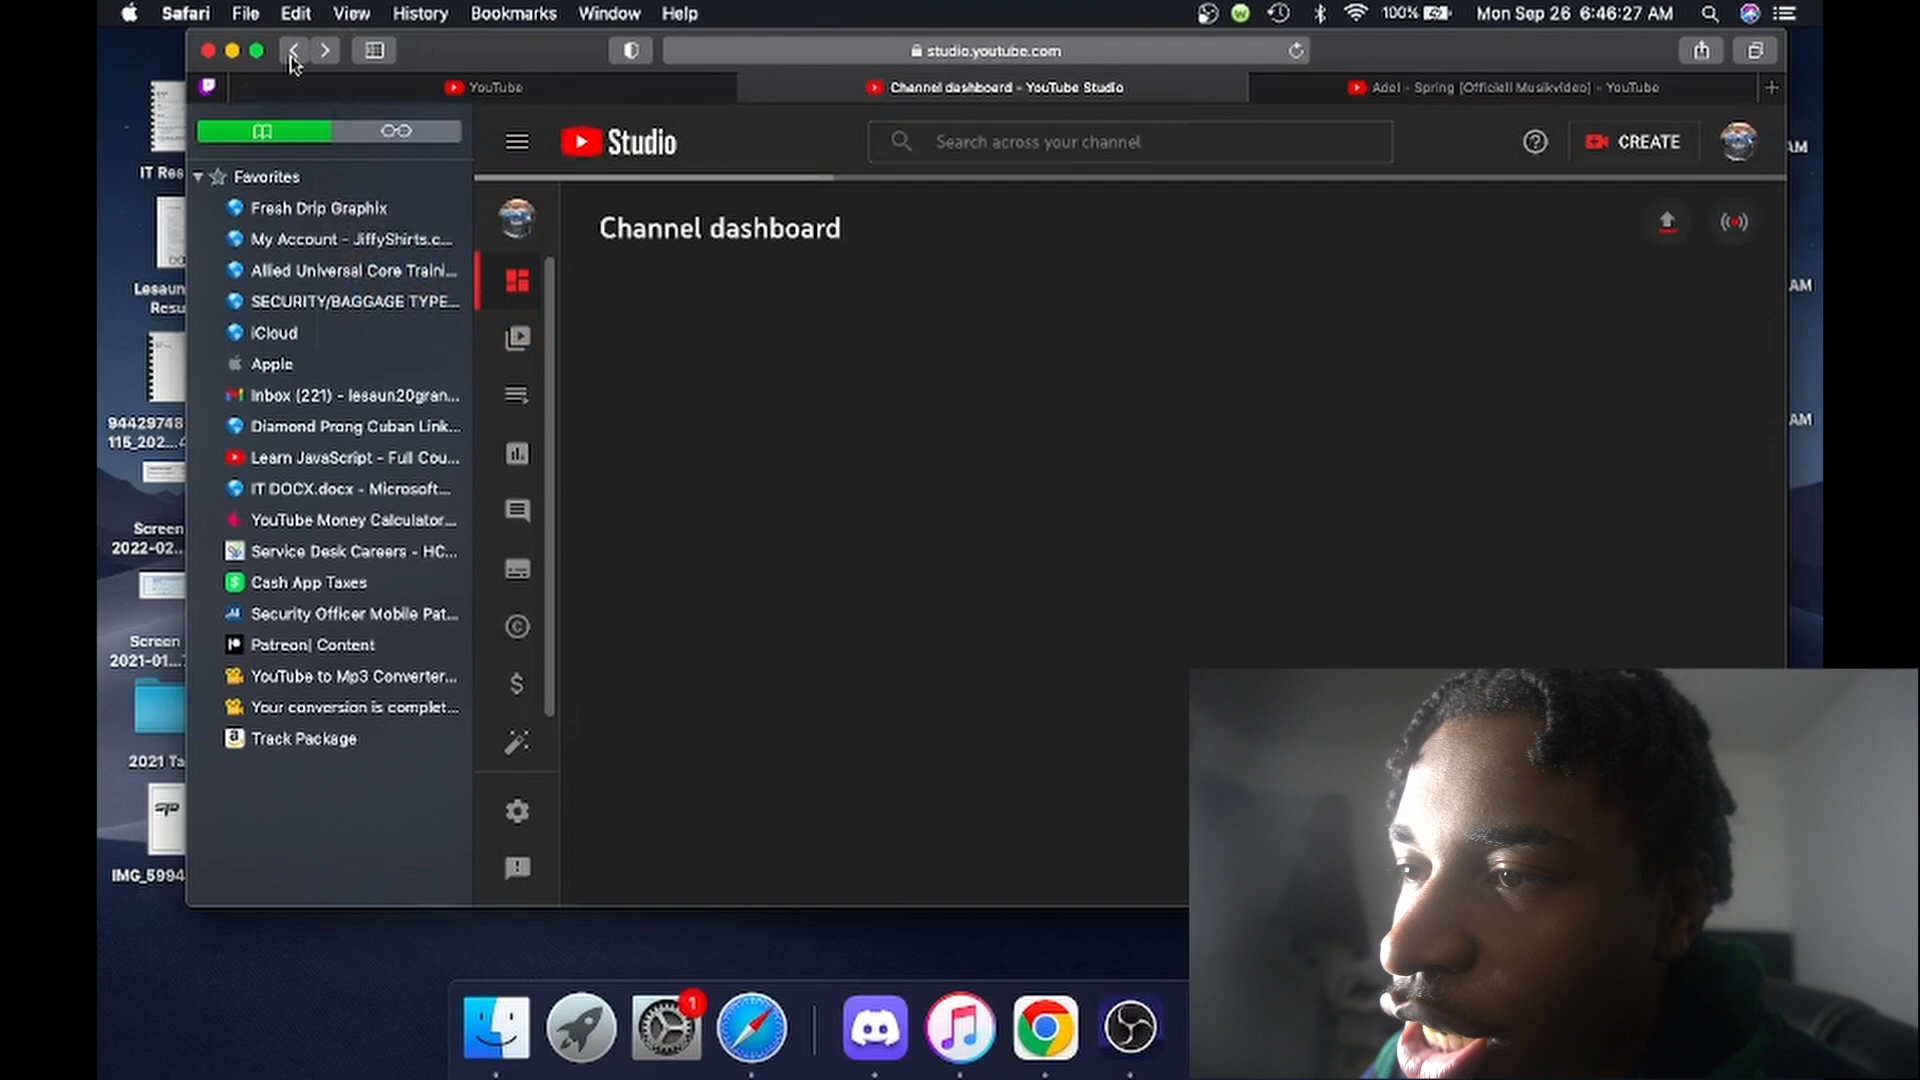 Safari File Edit View History Bookmarks Window Help
100% Mon Sep 26 6:46:27 AM
studio.youtube.com
YouTube
Channel dashboard - YouTube Studio
Adel - Spring [Officiell Musikvideo] - YouTube
Favorites
Fresh Drip Graphix
My Account - JiffyShirts.c...
Allied Universal Core Traini...
SECURITY/BAGGAGE TYPE...
iCloud
Apple
Inbox (221) - lesaun20gran...
Diamond Prong Cuban Link...
Learn JavaScript - Full Cou...
IT DOCX.docx - Microsoft...
YouTube Money Calculator...
Service Desk Careers - HC...
Cash App Taxes
Security Officer Mobile Pat...
Patreon| Content
YouTube to Mp3 Converter...
Your conversion is complet...
Track Package
Studio
Search across your channel
CREATE
Channel dashboard
IT Res
Lesaun
Resu
94429748
115_202...
Screen
2022-02...
Screen
2021-01...
2021 Ta
IMG_5994
AM
AM
AM
1